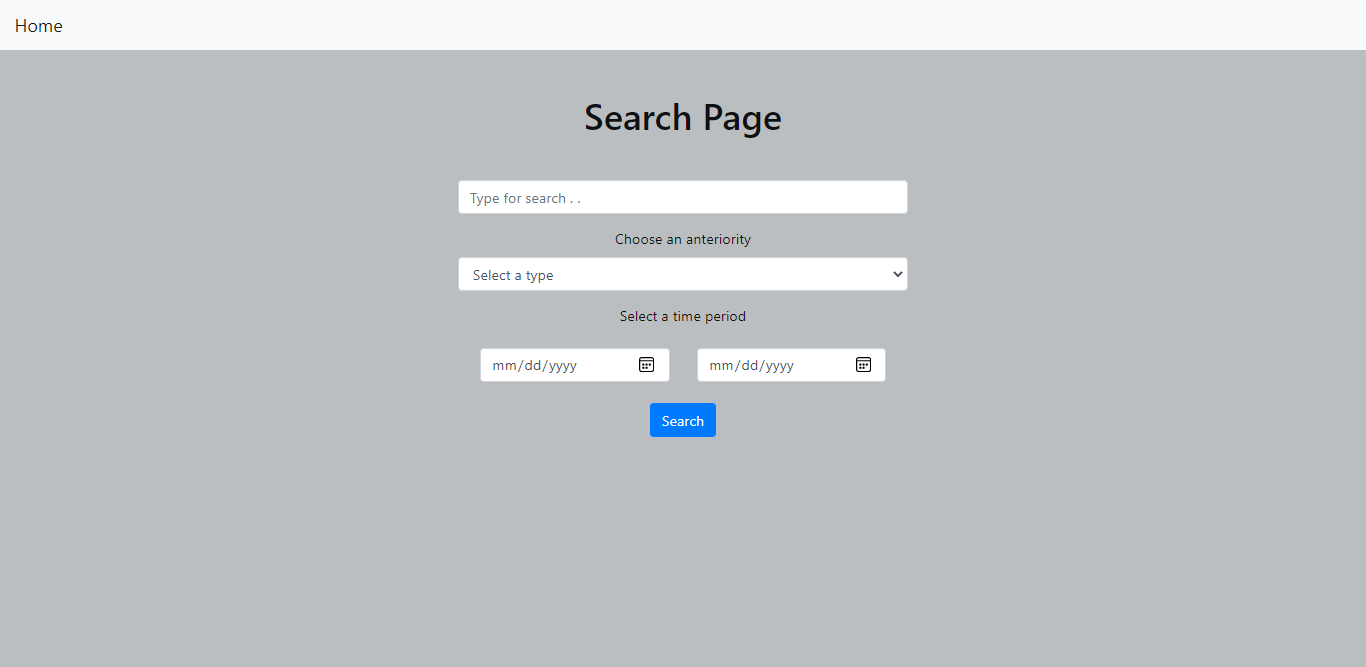 Home
Search Page
Type for search . .
Choose an anteriority
Select a type
Select a time period
mm/dd/yyyy mm/dd/yyyy
Search